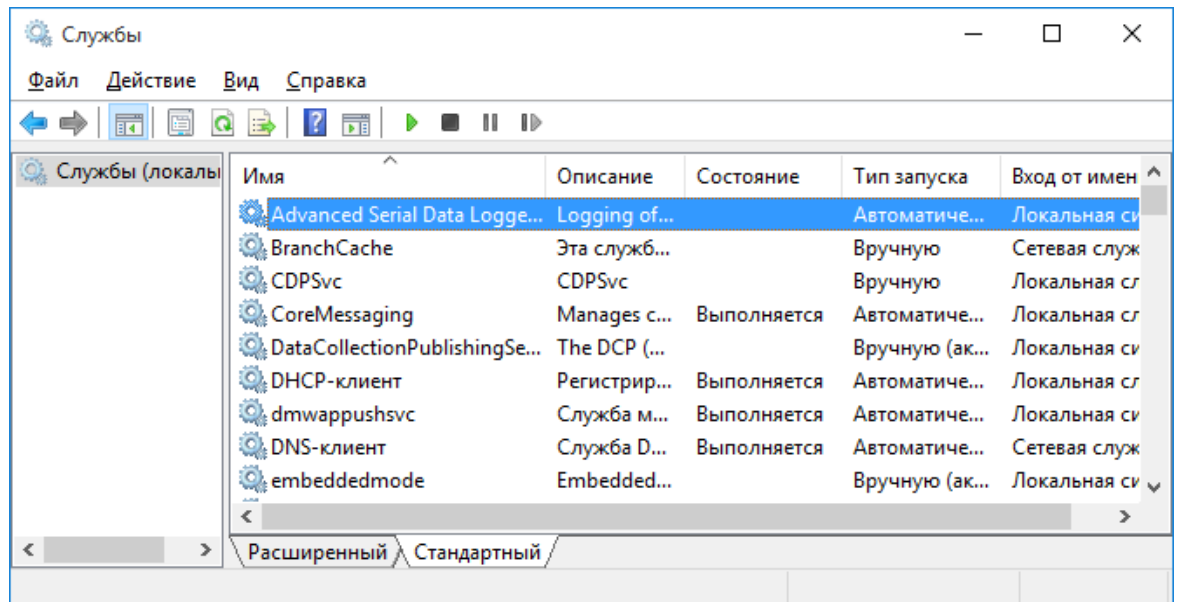 Службы
Файл Действие Вид Справка
Службы (локалы
Имя Описание Состояние Тип запуска Вход от имен
Advanced Serial Data Logge... Logging of... Автоматиче... Локальная си
BranchCache Эта служб... Вручную Сетевая служ
CDPSvc CDPSvc Вручную Локальная сл
CoreMessaging Manages c... Выполняется Автоматиче... Локальная сл
DataCollectionPublishingSe... The DCP (... Вручную (ак... Локальная си
DHCP-клиент Регистрир... Выполняется Автоматиче... Локальная сл
dmwappushsvc Служба м... Выполняется Автоматиче... Локальная си
DNS-клиент Служба D... Выполняется Автоматиче... Сетевая служ
embeddedmode Embedded... Вручную (ак... Локальная си
Расширенный Стандартный